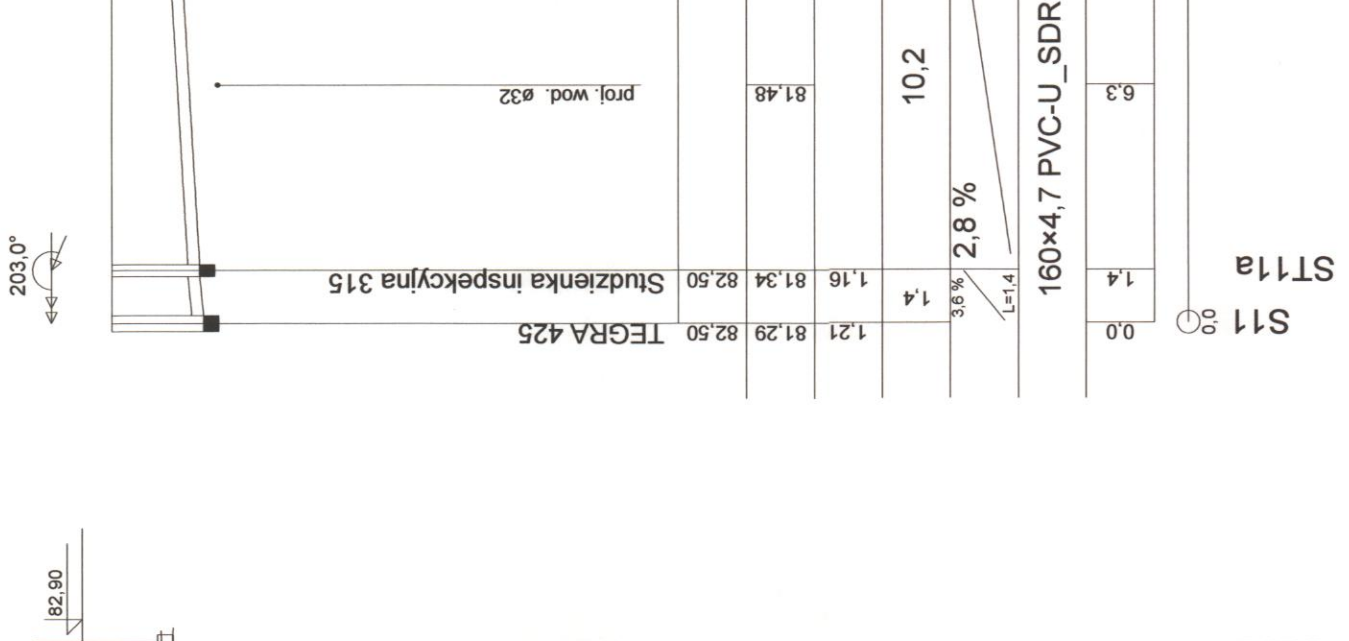 203,0°
proj. wod. ø32
81,48
10,2
160×4,7 PVC-U_SDR
6,3
2,8 %
Studzienka inspekcyjna 315
82,50
81,34
1,16
1,4
3,6 %
L=1,4
1,4
ST11a
TEGRA 425
82,50
81,29
1,21
0,0
0,0
S11
82,90